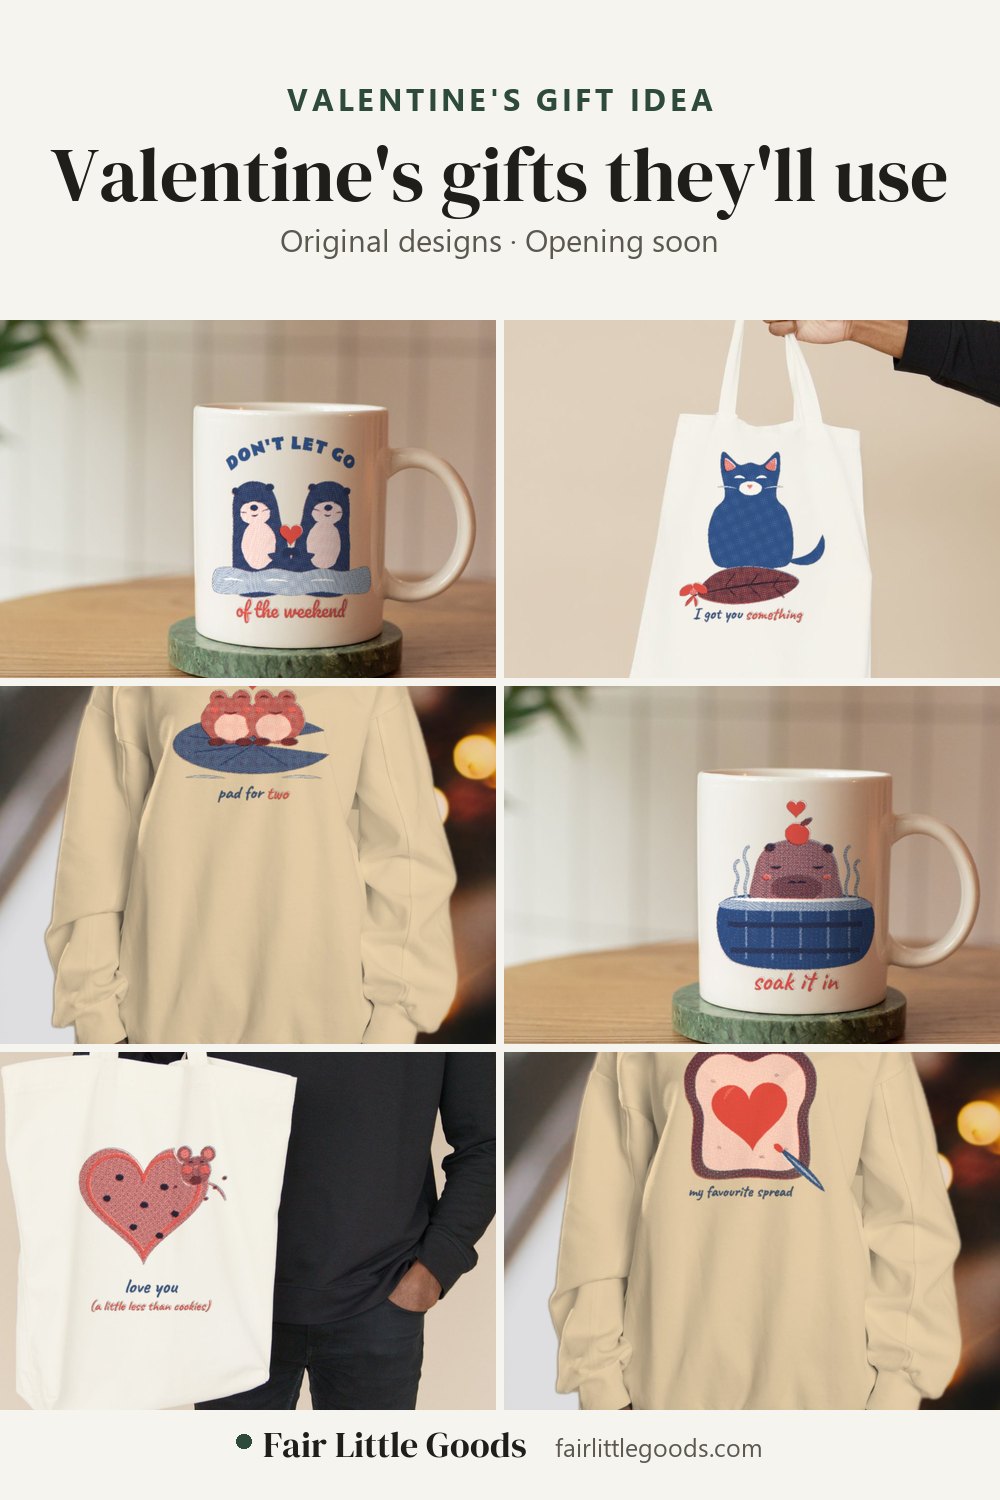 VALENTINE'S GIFT IDEA
Valentine's gifts they'll use
Original designs · Opening soon
DON'T LET GO
of the weekend
I got you something
pad for two
soak it in
love you
(a little less than cookies)
my favourite spread
Fair Little Goods
fairlittlegoods.com